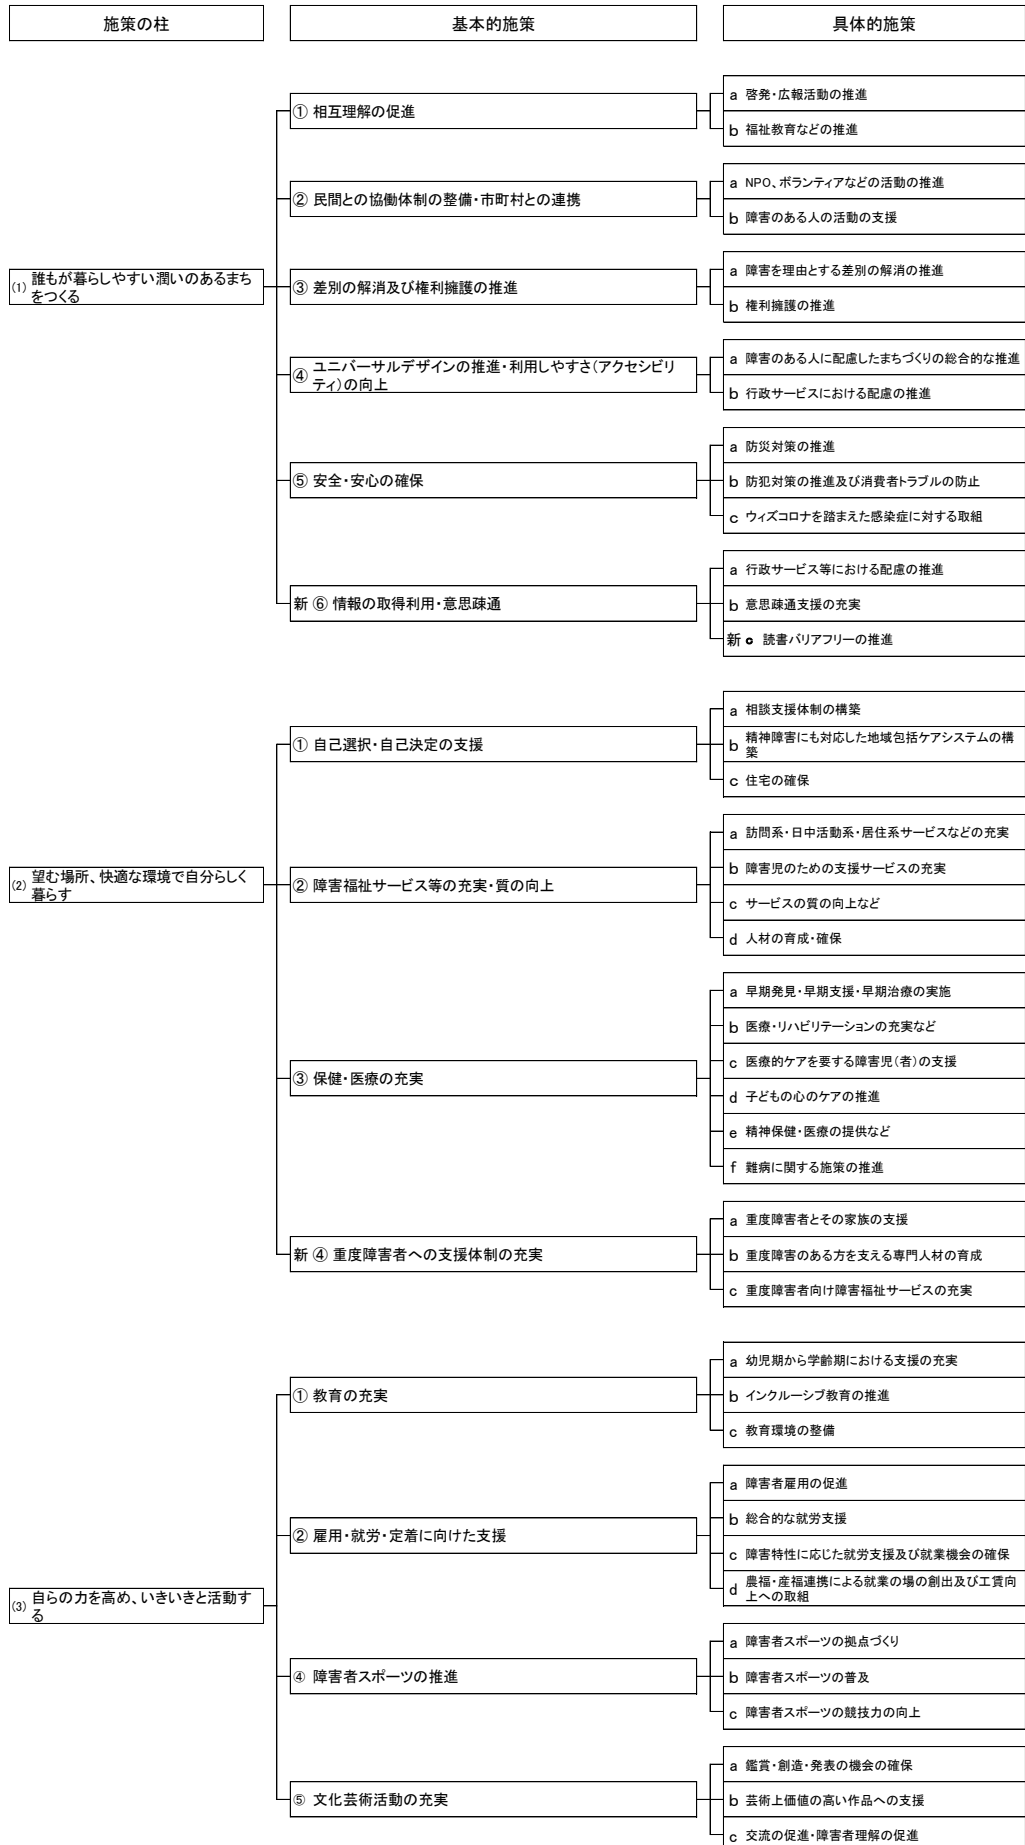 施策の柱
基本的施策
具体的施策
(1) 誰もが暮らしやすい潤いのあるまち
をつくる
① 相互理解の促進
a 啓発・広報活動の推進
b 福祉教育などの推進
② 民間との協働体制の整備・市町村との連携
a NPO、ボランティアなどの活動の推進
b 障害のある人の活動の支援
③ 差別の解消及び権利擁護の推進
a 障害を理由とする差別の解消の推進
b 権利擁護の推進
④ ユニバーサルデザインの推進・利用しやすさ(アクセシビリ
ティ)の向上
a 障害のある人に配慮したまちづくりの総合的な推進
b 行政サービスにおける配慮の推進
⑤ 安全・安心の確保
a 防災対策の推進
b 防犯対策の推進及び消費者トラブルの防止
c ウィズコロナを踏まえた感染症に対する取組
新 ⑥ 情報の取得利用・意思疎通
a 行政サービス等における配慮の推進
b 意思疎通支援の充実
新 c 読書バリアフリーの推進
(2) 望む場所、快適な環境で自分らしく
暮らす
① 自己選択・自己決定の支援
a 相談支援体制の構築
b 精神障害にも対応した地域包括ケアシステムの構
築
c 住宅の確保
② 障害福祉サービス等の充実・質の向上
a 訪問系・日中活動系・居住系サービスなどの充実
b 障害児のための支援サービスの充実
c サービスの質の向上など
d 人材の育成・確保
③ 保健・医療の充実
a 早期発見・早期支援・早期治療の実施
b 医療・リハビリテーションの充実など
c 医療的ケアを要する障害児(者)の支援
d 子どもの心のケアの推進
e 精神保健・医療の提供など
f 難病に関する施策の推進
新 ④ 重度障害者への支援体制の充実
a 重度障害者とその家族の支援
b 重度障害のある方を支える専門人材の育成
c 重度障害者向け障害福祉サービスの充実
(3) 自らの力を高め、いきいきと活動す
る
① 教育の充実
a 幼児期から学齢期における支援の充実
b インクルーシブ教育の推進
c 教育環境の整備
② 雇用・就労・定着に向けた支援
a 障害者雇用の促進
b 総合的な就労支援
c 障害特性に応じた就労支援及び就業機会の確保
d 農福・産福連携による就業の場の創出及び工賃向
上への取組
④ 障害者スポーツの推進
a 障害者スポーツの拠点づくり
b 障害者スポーツの普及
c 障害者スポーツの競技力の向上
⑤ 文化芸術活動の充実
a 鑑賞・創造・発表の機会の確保
b 芸術上価値の高い作品への支援
c 交流の促進・障害者理解の促進